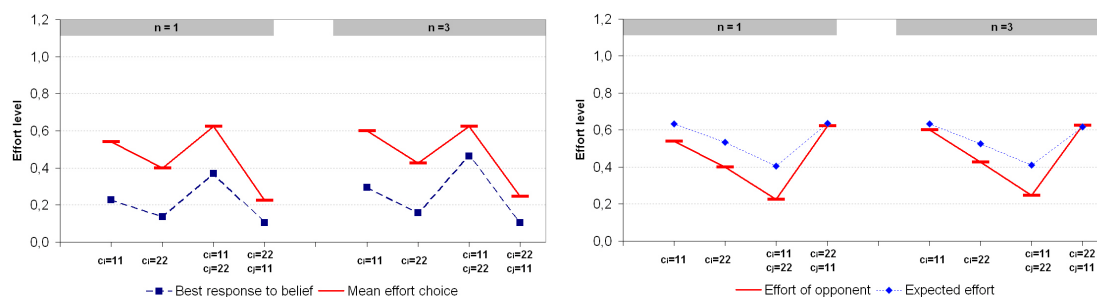 n = 1
n =3
1,2
1,0
0,8
0,6
0,4
0,2
0,0
Effort level
cᵢ=11
cᵢ=22
cᵢ=11
cⱼ=22
cᵢ=22
cⱼ=11
cᵢ=11
cᵢ=22
cᵢ=11
cⱼ=22
cᵢ=22
cⱼ=11
Best response to belief
Mean effort choice
n = 1
n =3
1,2
1,0
0,8
0,6
0,4
0,2
0,0
Effort level
cᵢ=11
cᵢ=22
cᵢ=11
cⱼ=22
cᵢ=22
cⱼ=11
cᵢ=11
cᵢ=22
cᵢ=11
cⱼ=22
cᵢ=22
cⱼ=11
Effort of opponent
Expected effort